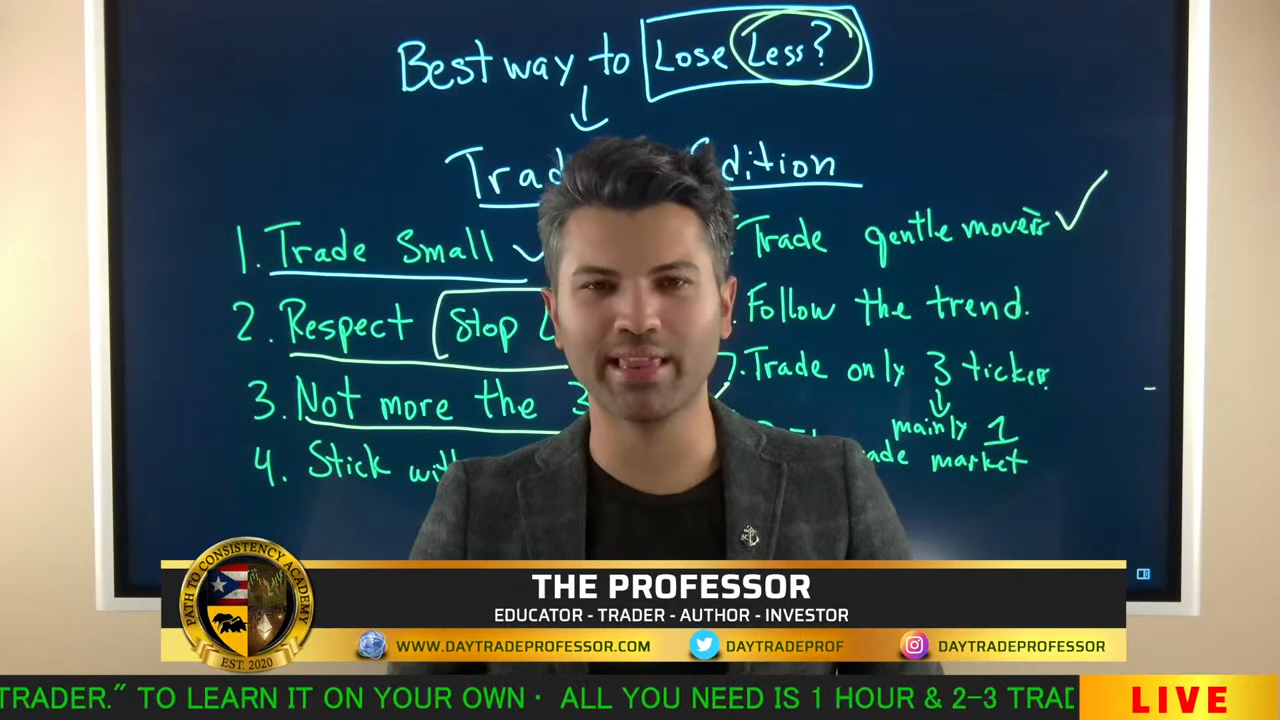 Best way to Lose Less?
Trad dition
1. Trade Small
Trade gentle movers
2. Respect Stop
Follow the trend.
3. Not more the 3
7. Trade only 3 tickers
mainly 1
4. Stick wit
ade market
PATH TO CONSISTENCY ACADEMY
EST. 2020
THE PROFESSOR
EDUCATOR - TRADER - AUTHOR - INVESTOR
WWW.DAYTRADEPROFESSOR.COM
DAYTRADEPROF
DAYTRADEPROFESSOR
TRADER." TO LEARN IT ON YOUR OWN · ALL YOU NEED IS 1 HOUR & 2-3 TRAD
LIVE